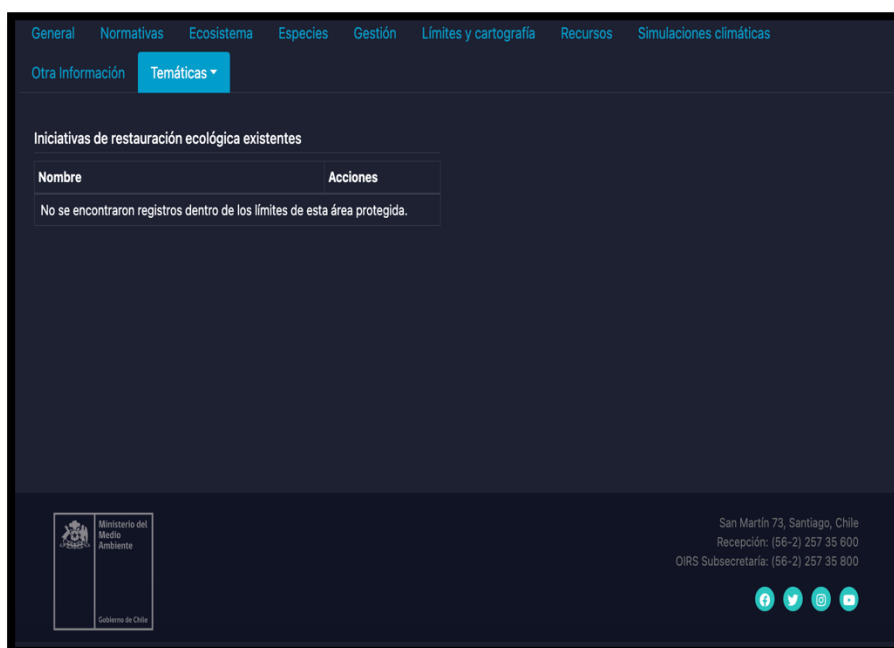 General Normativas Ecosistema Especies Gestión Límites y cartografía Recursos Simulaciones climáticas
Otra Información Temáticas
Iniciativas de restauración ecológica existentes
Nombre Acciones
No se encontraron registros dentro de los límites de esta área protegida.
Ministerio del
Medio
Ambiente
Gobierno de Chile
San Martín 73, Santiago, Chile
Recepción: (56-2) 257 35 600
OIRS Subsecretaría: (56-2) 257 35 800